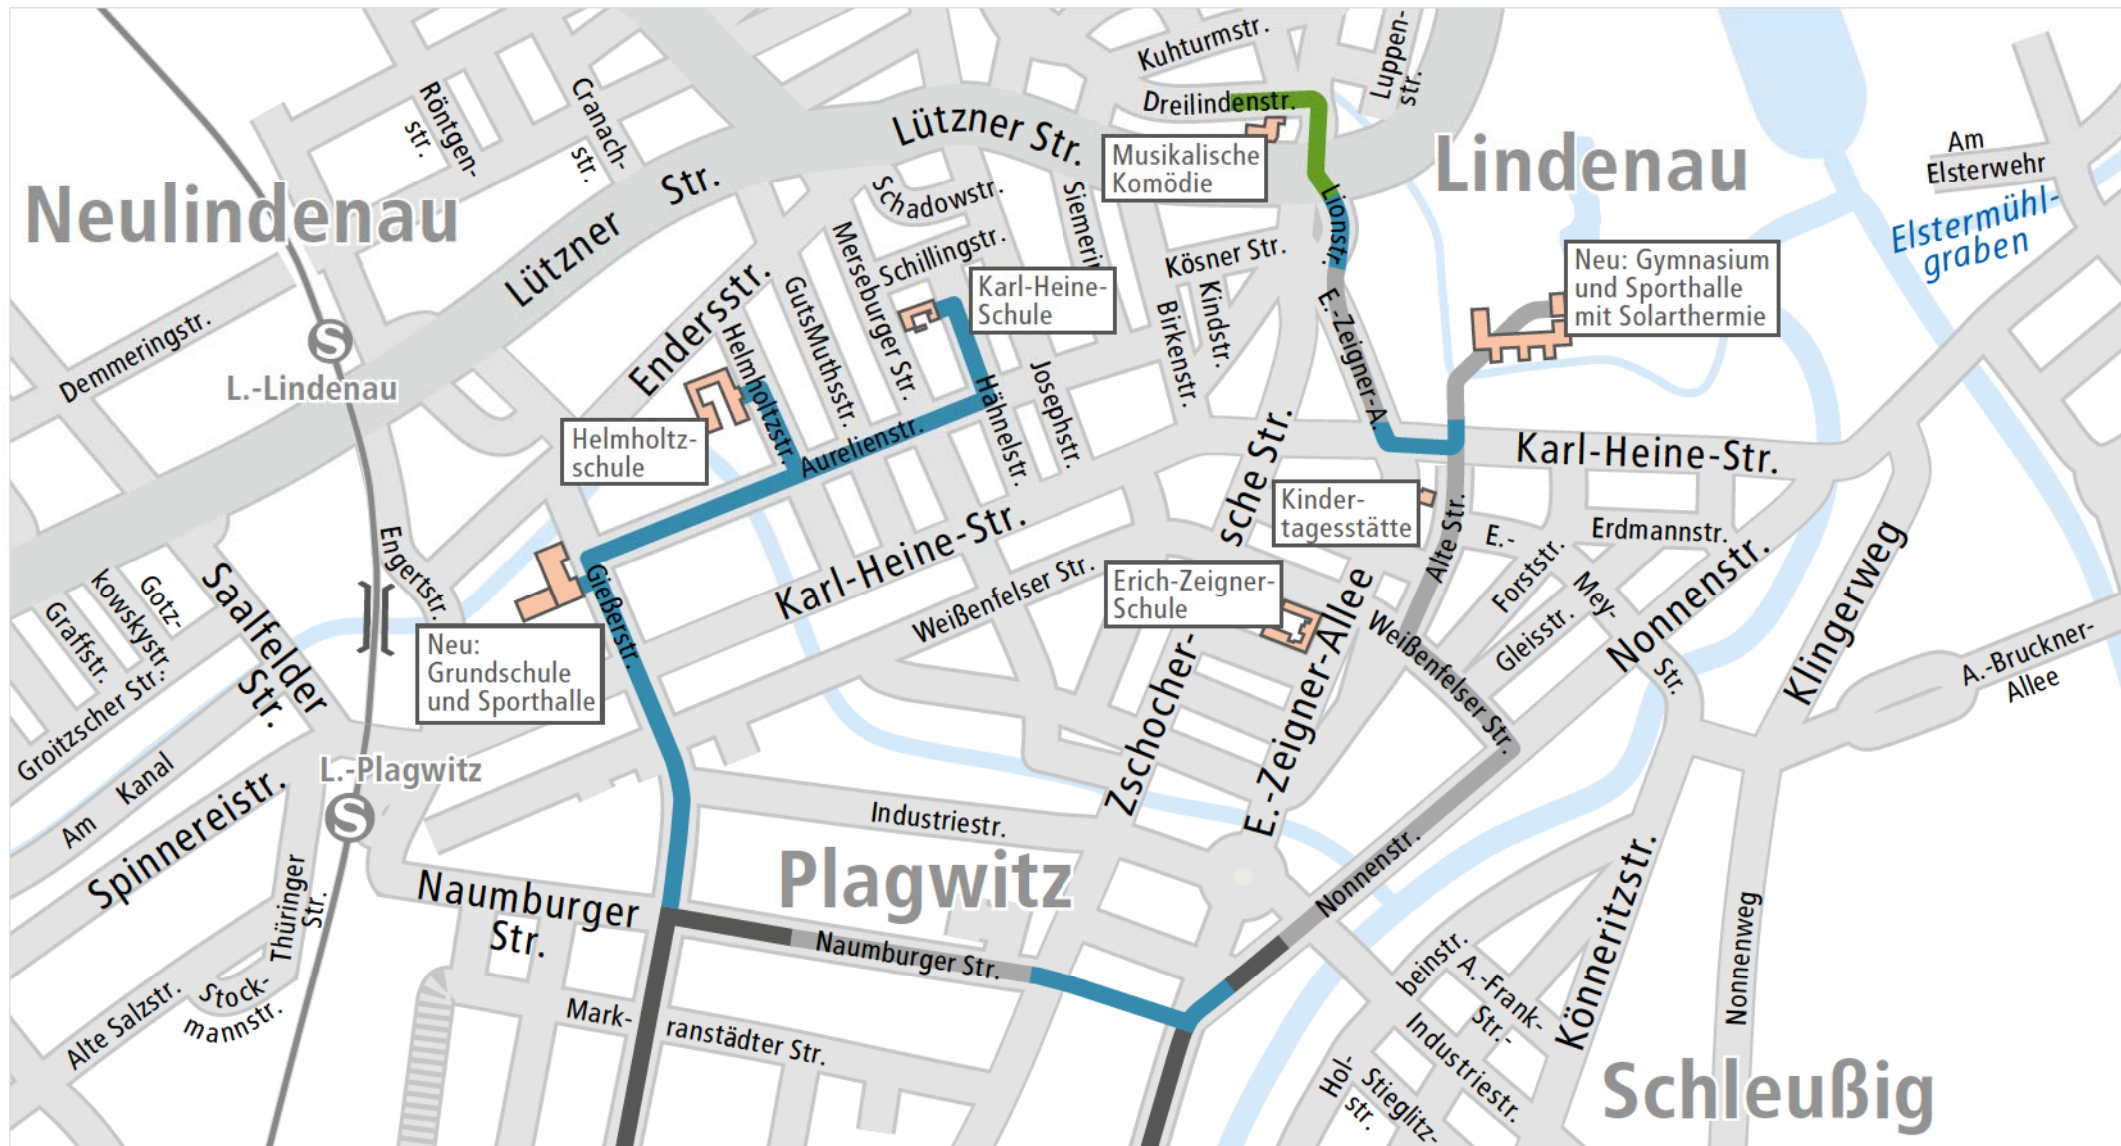 Kuhturmstr.
Luppen-
str.
Dreilindenstr.
Röntgen-
str.
Cranach-
str.
Lützner Str.
Musikalische
Komödie
Lindenau
Am
Elsterwehr
Elstermühl-
graben
Neulindenau
Lützner
Str.
Schadowstr.
Schillingstr.
Merseburger Str.
Lionstr.
Kösner Str.
Kindstr.
Birkenstr.
E.-Zeigner-A.
Neu: Gymnasium
und Sporthalle
mit Solarthermie
Karl-Heine-
Schule
Endersstr.
GutsMuthsstr.
Helmholtzstr.
Demmeringstr.
S
L.-Lindenau
Helmholtz-
schule
Aurelienstr.
Hähnelstr.
Josephstr.
Karl-Heine-Str.
Karl-Heine-Str.
Zschocher-
sche Str.
Kinder-
tagesstätte
Alte Str.
E.-
Erdmannstr.
Forststr.
Mey-
Str.
Gleisstr.
Nonnenstr.
Klingerweg
A.-Bruckner-
Allee
Engertstr.
Gießerstr.
Weißenfelser Str.
Erich-Zeigner-
Schule
E.-Zeigner-Allee
Weißenfelser Str.
Neu:
Grundschule
und Sporthalle
Saalfelder
Str.
Gotz-
kowskystr.
Graffstr.
Groitzscher Str.
Am
Kanal
Spinnereistr.
L.-Plagwitz
S
Industriestr.
Plagwitz
Naumburger
Str.
Naumburger Str.
Nonnenstr.
Thüringer
Str.
Alte Salzstr.
Stock-
mannstr.
Mark-
ranstädter Str.
Könneritzstr.
Nonnenweg
beinstr.
A.-Frank-
Str.-
Industriestr.
Hol-
str.
Stieglitz-
Schleußig